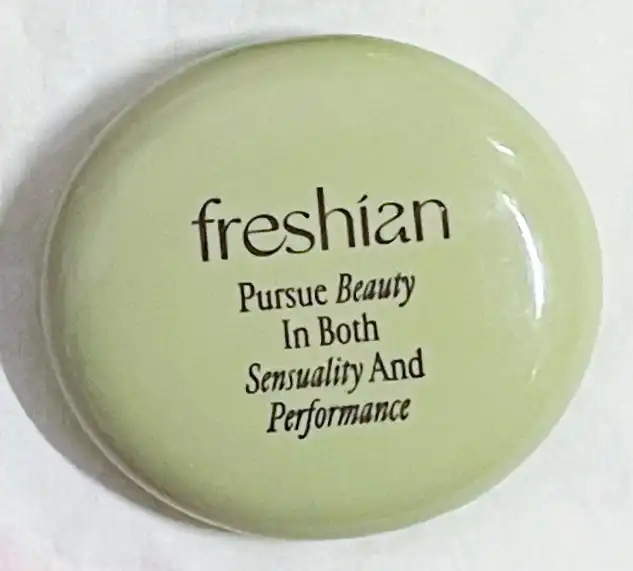 freshian
Pursue Beauty
In Both
Sensuality And
Performance